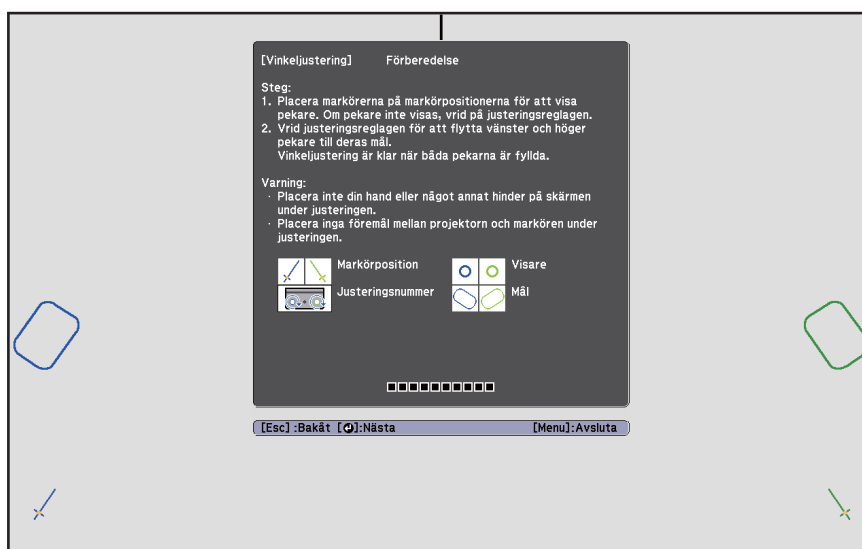 [Vinkeljustering] Förberedelse
Steg:
1. Placera markörerna på markörpositionerna för att visa
pekare. Om pekare inte visas, vrid på justeringsreglagen.
2. Vrid justeringsreglagen för att flytta vänster och höger
pekare till deras mål.
Vinkeljustering är klar när båda pekarna är fyllda.
Varning:
· Placera inte din hand eller något annat hinder på skärmen
under justeringen.
· Placera inga föremål mellan projektorn och markören under
justeringen.
Markörposition Visare
Justeringsnummer Mål
[Esc] :Bakåt [⏎]:Nästa [Menu]:Avsluta